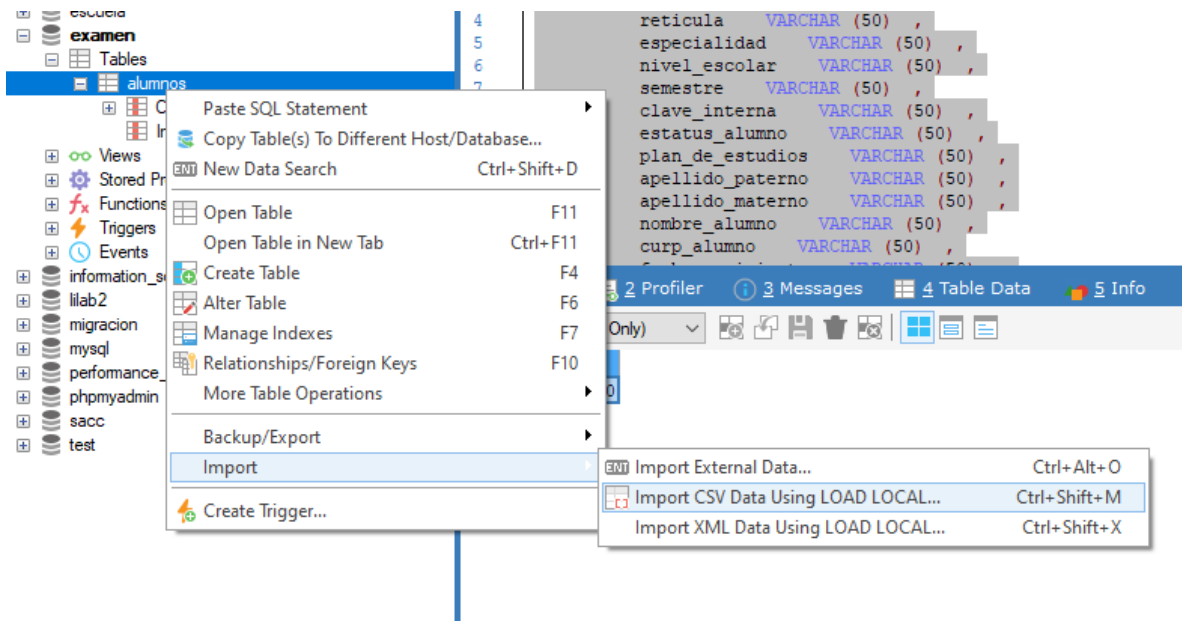 escuela
examen
Tables
alumnos
C
In
Views
Stored Pr
Functions
Triggers
Events
information_s
lilab2
migracion
mysql
performance_
phpmyadmin
sacc
test
Paste SQL Statement
Copy Table(s) To Different Host/Database...
New Data Search Ctrl+Shift+D
Open Table F11
Open Table in New Tab Ctrl+F11
Create Table F4
Alter Table F6
Manage Indexes F7
Relationships/Foreign Keys F10
More Table Operations
Backup/Export
Import
Create Trigger...
Import External Data... Ctrl+Alt+O
Import CSV Data Using LOAD LOCAL... Ctrl+Shift+M
Import XML Data Using LOAD LOCAL... Ctrl+Shift+X
4 reticula VARCHAR (50) ,
5 especialidad VARCHAR (50) ,
6 nivel_escolar VARCHAR (50) ,
7 semestre VARCHAR (50) ,
clave_interna VARCHAR (50) ,
estatus_alumno VARCHAR (50) ,
plan_de_estudios VARCHAR (50) ,
apellido_paterno VARCHAR (50) ,
apellido_materno VARCHAR (50) ,
nombre_alumno VARCHAR (50) ,
curp_alumno VARCHAR (50) ,
2 Profiler 3 Messages 4 Table Data 5 Info
Only)
0